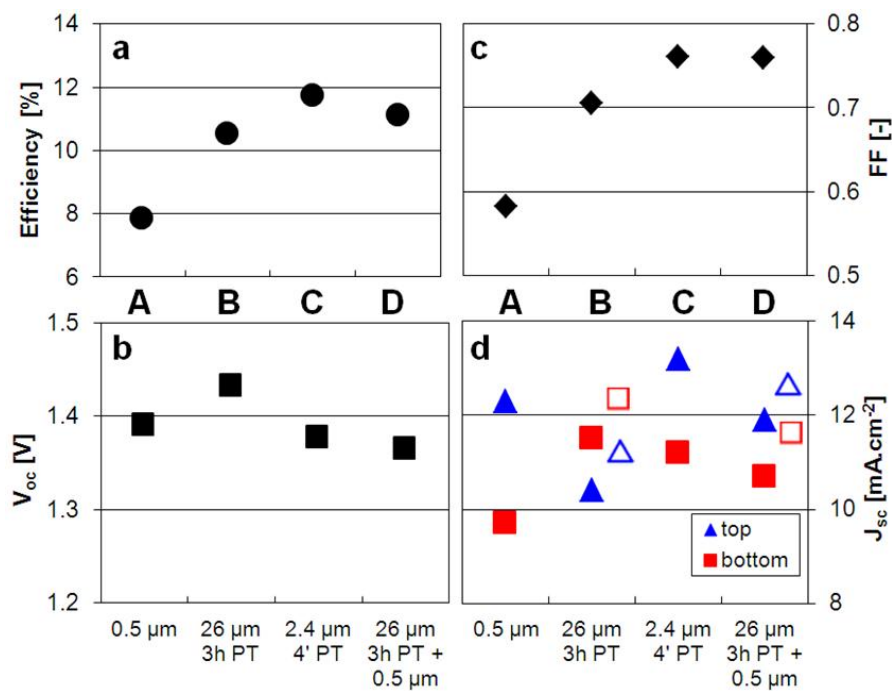 14
12
10
8
6
Efficiency [%]
a
0.8
0.7
0.6
0.5
FF [-]
c
A B C D
A B C D
1.5
1.4
1.3
1.2
Voc [V]
b
14
12
10
8
Jsc [mA.cm-2]
d
top
bottom
0.5 µm
26 µm
3h PT
2.4 µm
4' PT
26 µm
3h PT +
0.5 µm
0.5 µm
26 µm
3h PT
2.4 µm
4' PT
26 µm
3h PT +
0.5 µm